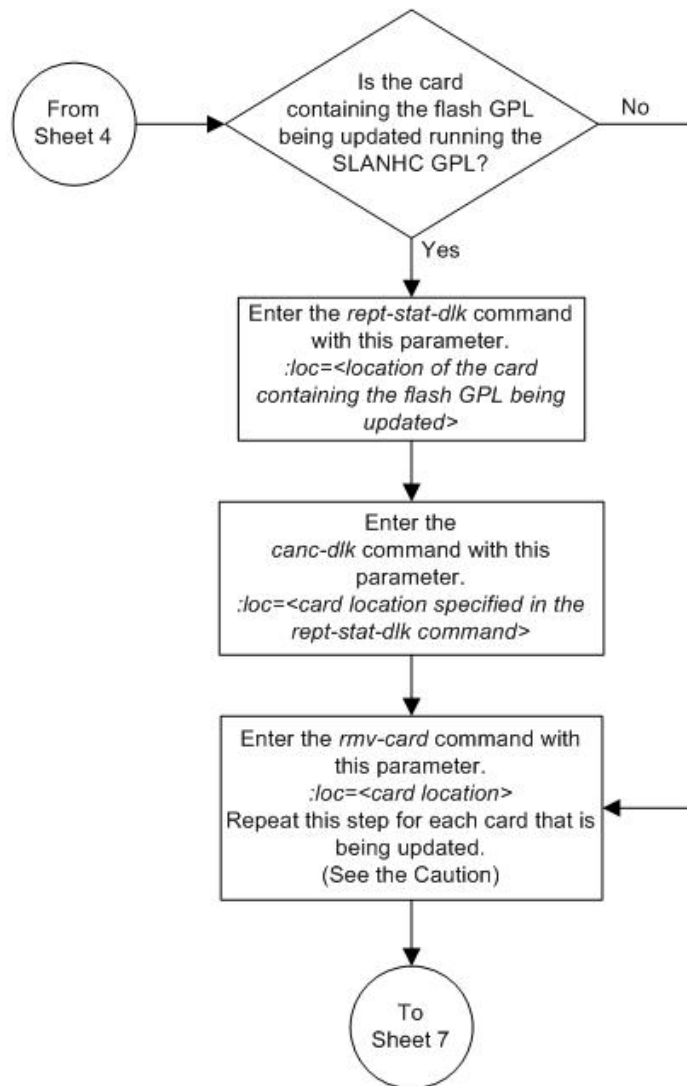 From
Sheet 4
Is the card
containing the flash GPL
being updated running the
SLANHC GPL?
No
Yes
Enter the rept-stat-dlk command
with this parameter.
:loc=<location of the card
containing the flash GPL being
updated>
Enter the
canc-dlk command with this
parameter.
:loc=<card location specified in the
rept-stat-dlk command>
Enter the rmv-card command with
this parameter.
:loc=<card location>
Repeat this step for each card that is
being updated.
(See the Caution)
To
Sheet 7